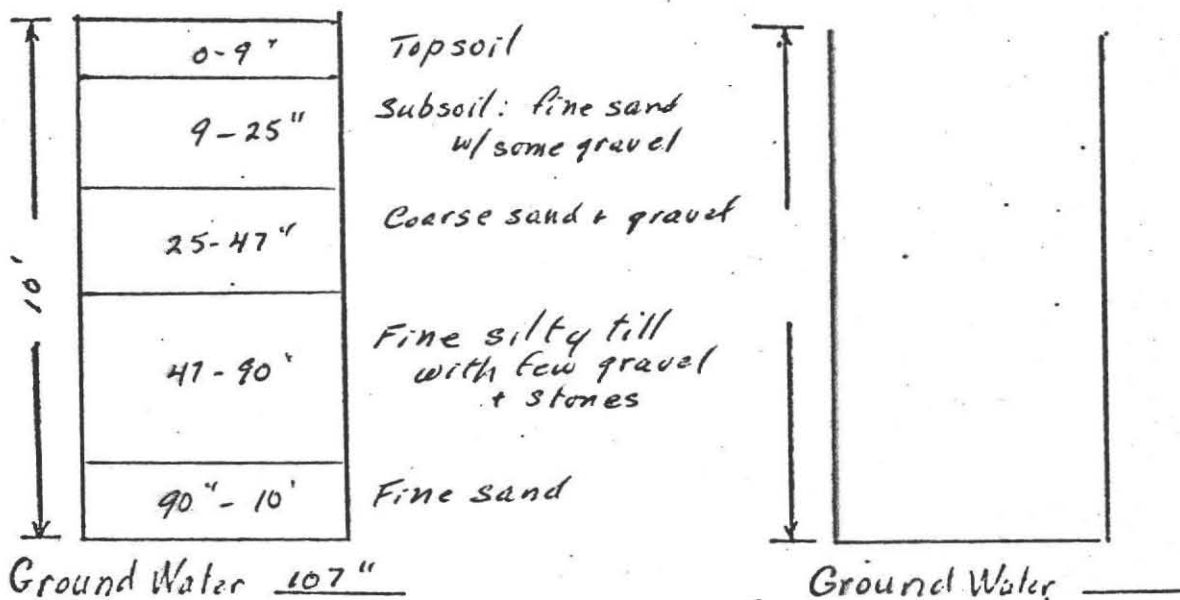 0-9" Topsoil
9-25" Subsoil: fine sand
w/ some gravel
25-47" Coarse sand + gravel
10'
47-90" Fine silty till
with few gravel
+ stones
90"-10' Fine sand
Ground Water 107"
Ground Water